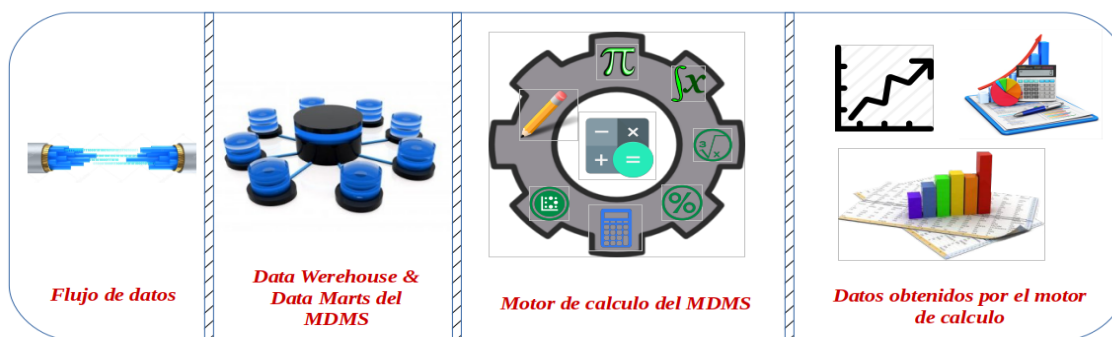 Flujo de datos
Data Werehouse &
Data Marts del
MDMS
Motor de calculo del MDMS
Datos obtenidos por el motor
de calculo